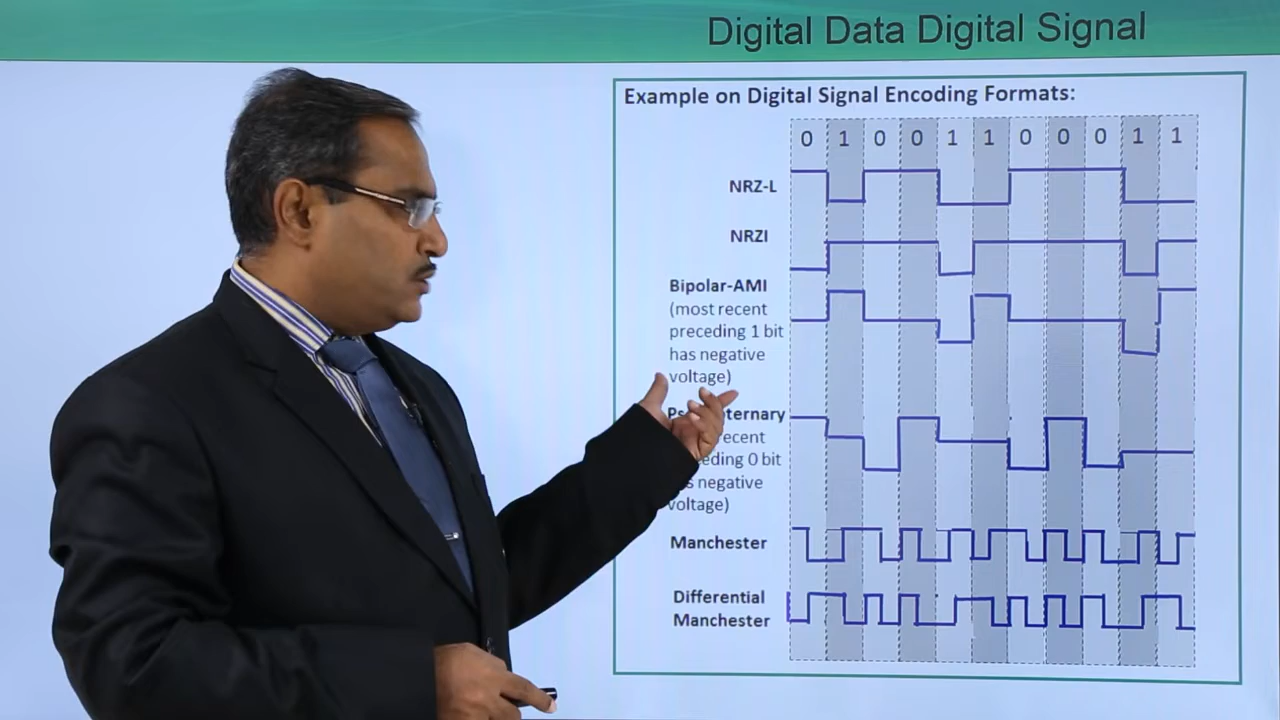 Digital Data Digital Signal
Example on Digital Signal Encoding Formats:
0 1 0 0 1 1 0 0 0 1 1
NRZ-L
NRZI
Bipolar-AMI
(most recent
preceding 1 bit
has negative
voltage)
recent
0 bit
negative
voltage)
Manchester
Differential
Manchester